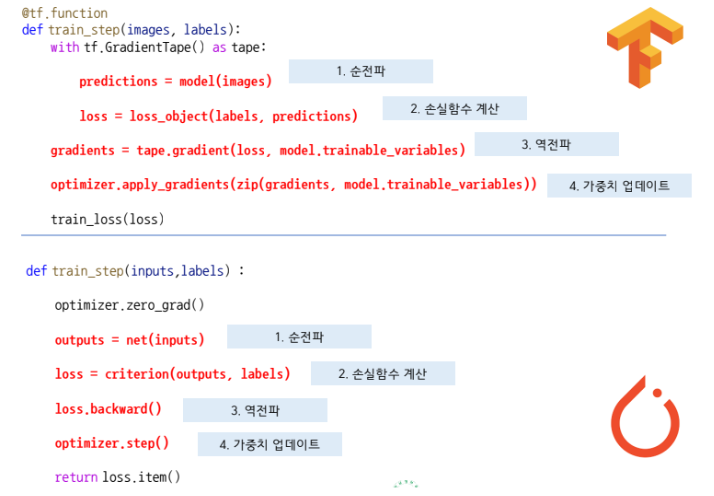 @tf.function
def train_step(images, labels):
with tf.GradientTape() as tape:
predictions = model(images)
1. 순전파
loss = loss_object(labels, predictions)
2. 손실함수 계산
gradients = tape.gradient(loss, model.trainable_variables)
3. 역전파
optimizer.apply_gradients(zip(gradients, model.trainable_variables))
4. 가중치 업데이트
train_loss(loss)
def train_step(inputs,labels) :
optimizer.zero_grad()
outputs = net(inputs)
1. 순전파
loss = criterion(outputs, labels)
2. 손실함수 계산
loss.backward()
3. 역전파
optimizer.step()
4. 가중치 업데이트
return loss.item()